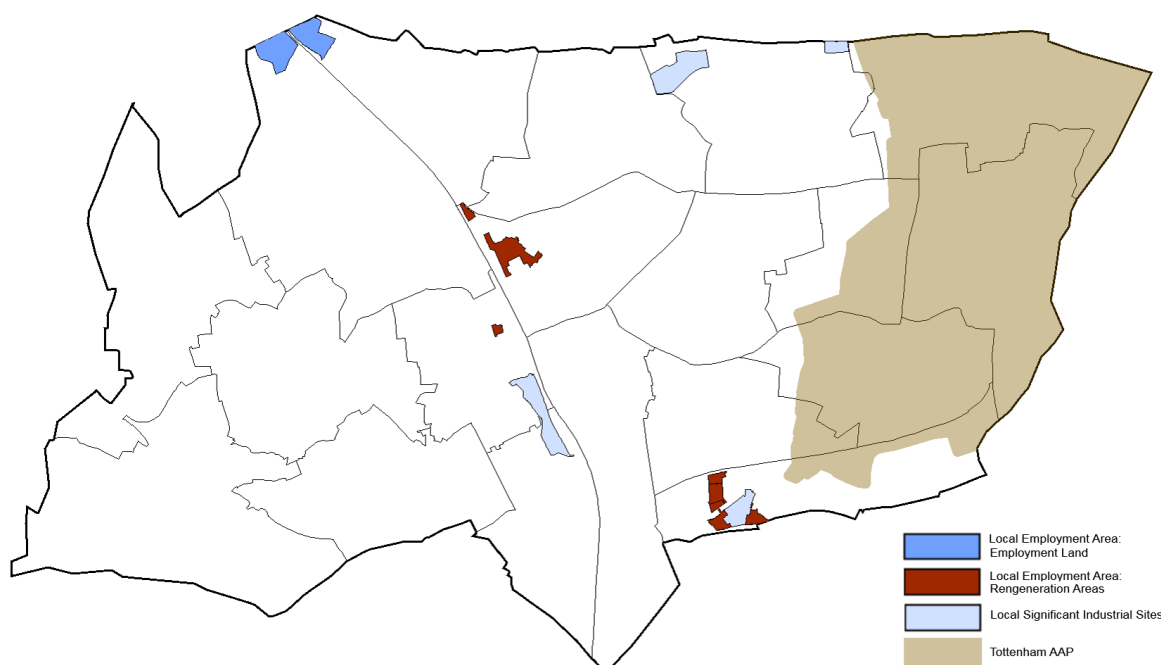 Local Employment Area:
Employment Land
Local Employment Area:
Rengeneration Areas
Local Significant Industrial Sites
Tottenham AAP